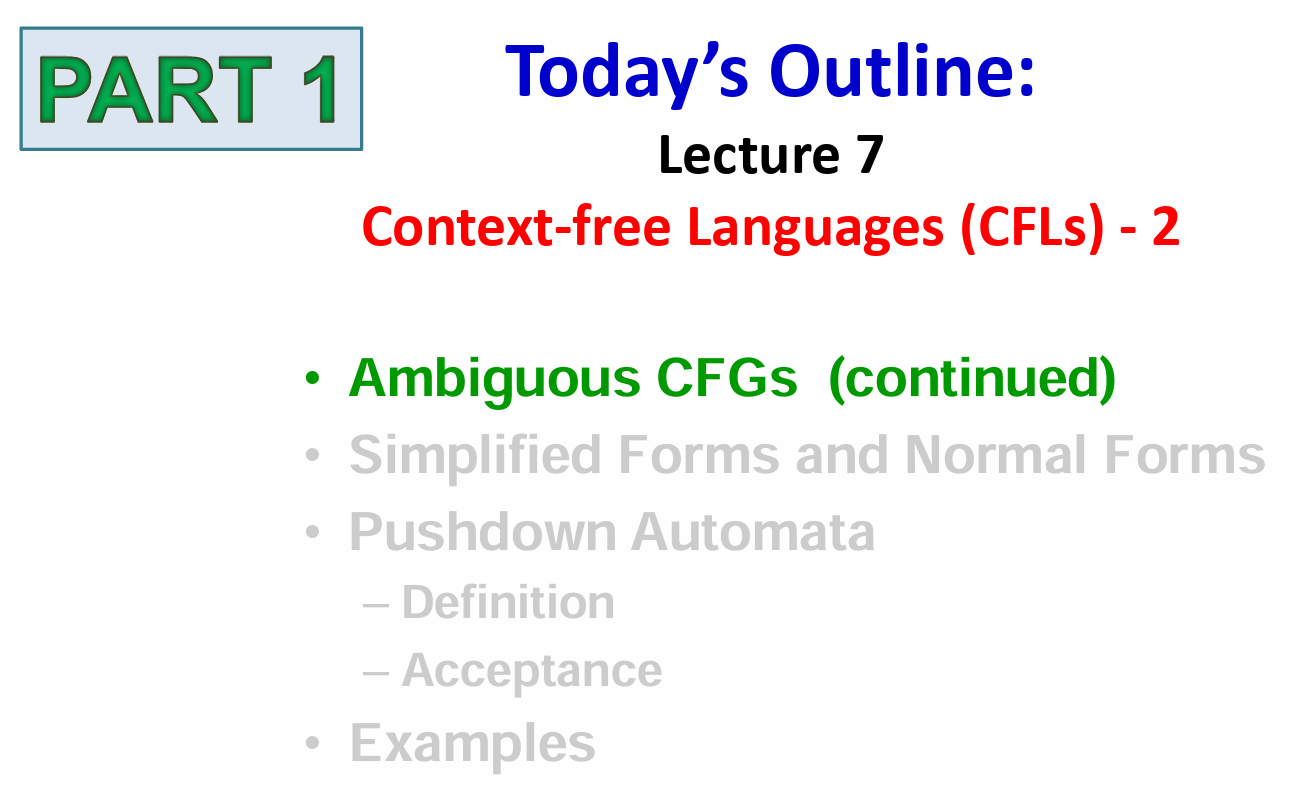 PART 1
Today’s Outline:
Lecture 7
Context-free Languages (CFLs) - 2
• Ambiguous CFGs (continued)
• Simplified Forms and Normal Forms
• Pushdown Automata
– Definition
– Acceptance
• Examples